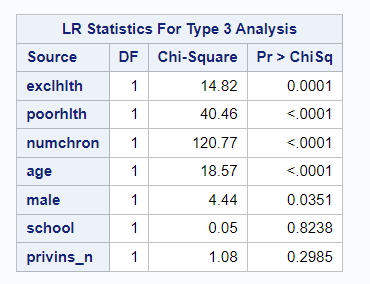 LR Statistics For Type 3 Analysis
Source DF Chi-Square Pr > ChiSq
exclhlth 1 14.82 0.0001
poorhlth 1 40.46 <.0001
numchron 1 120.77 <.0001
age 1 18.57 <.0001
male 1 4.44 0.0351
school 1 0.05 0.8238
privins_n 1 1.08 0.2985